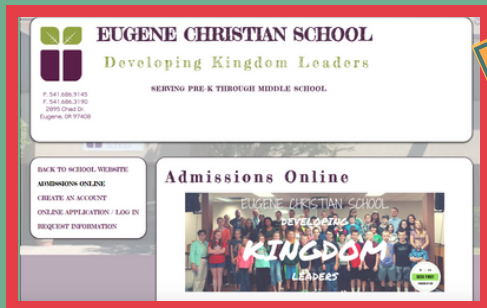 EUGENE CHRISTIAN SCHOOL
Developing Kingdom Leaders
SERVING PRE-K THROUGH MIDDLE SCHOOL
P. 541.686.9145
F. 541.686.3190
2895 Chad Dr.
Eugene, OR 97408
BACK TO SCHOOL WEBSITE
ADMISSIONS ONLINE
CREATE AN ACCOUNT
ONLINE APPLICATION / LOG IN
REQUEST INFORMATION
Admissions Online
EUGENE CHRISTIAN SCHOOL
DEVELOPING
KINGDOM
LEADERS